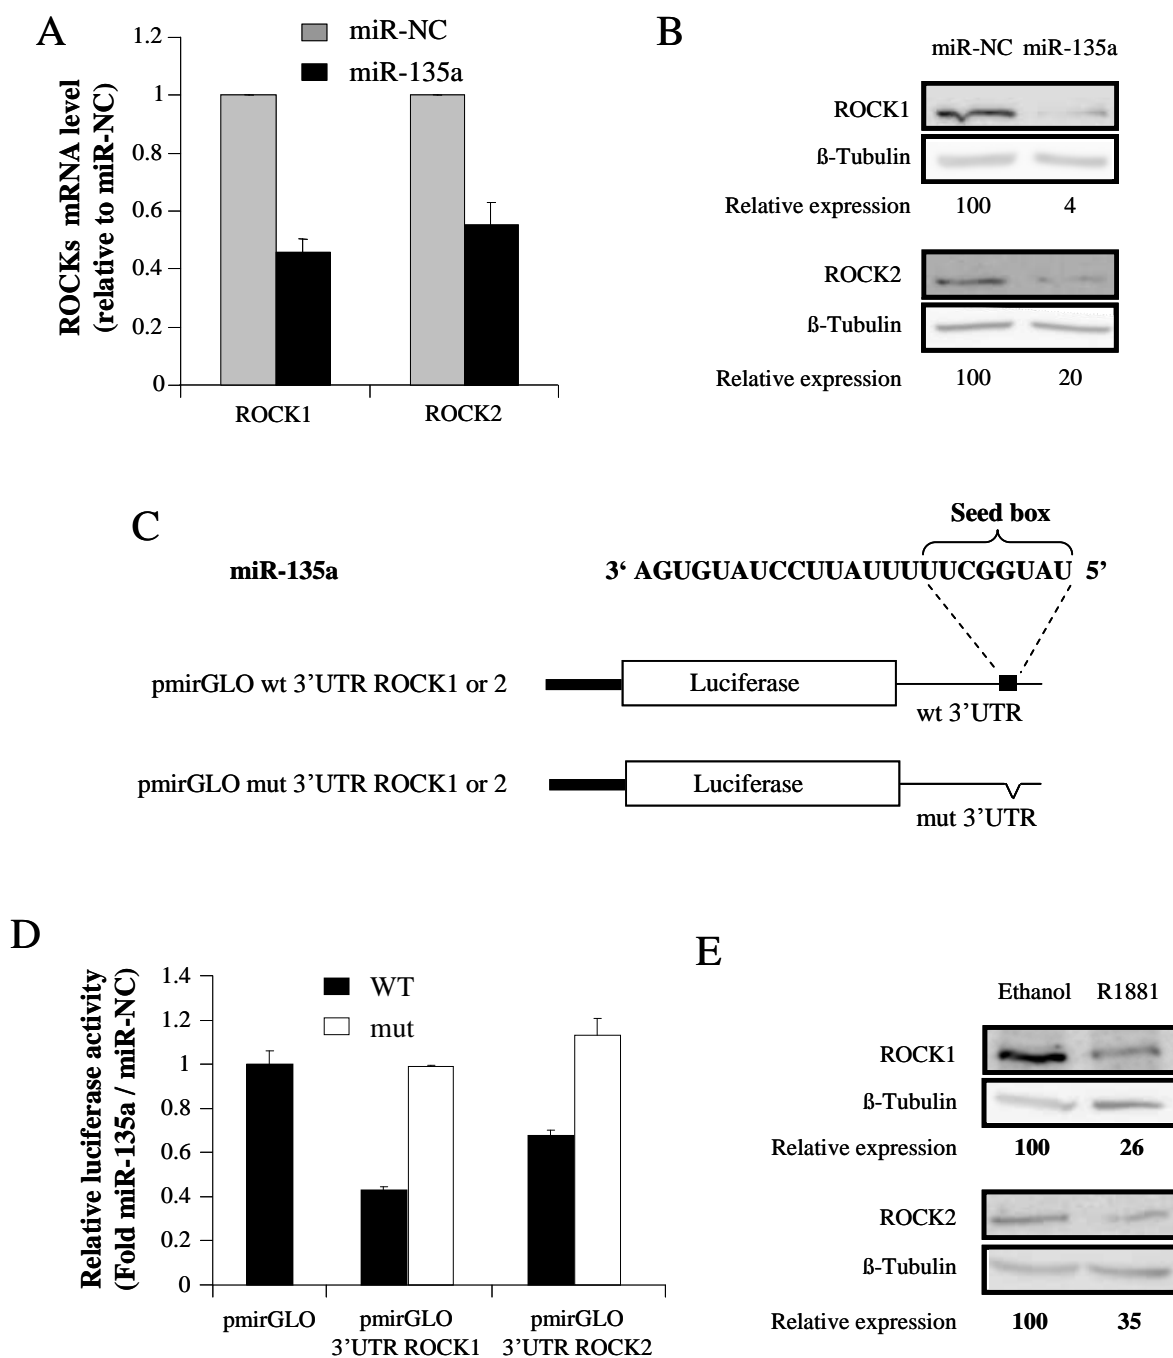 A
miR-NC
miR-135a
ROCKs mRNA level
(relative to miR-NC)
1.2
1
0.8
0.6
0.4
0.2
0
ROCK1 ROCK2
B
miR-NC miR-135a
ROCK1
ß-Tubulin
Relative expression 100 4
ROCK2
ß-Tubulin
Relative expression 100 20
C
Seed box
miR-135a 3‘ AGUGUAUCCUUAUUUUUCGGUAU 5’
pmirGLO wt 3’UTR ROCK1 or 2 Luciferase
wt 3’UTR
pmirGLO mut 3’UTR ROCK1 or 2 Luciferase
mut 3’UTR
D
WT
mut
Relative luciferase activity
(Fold miR-135a / miR-NC)
1.4
1.2
1
0.8
0.6
0.4
0.2
0
pmirGLO pmirGLO pmirGLO
3’UTR ROCK1 3’UTR ROCK2
E
Ethanol R1881
ROCK1
ß-Tubulin
Relative expression 100 26
ROCK2
ß-Tubulin
Relative expression 100 35